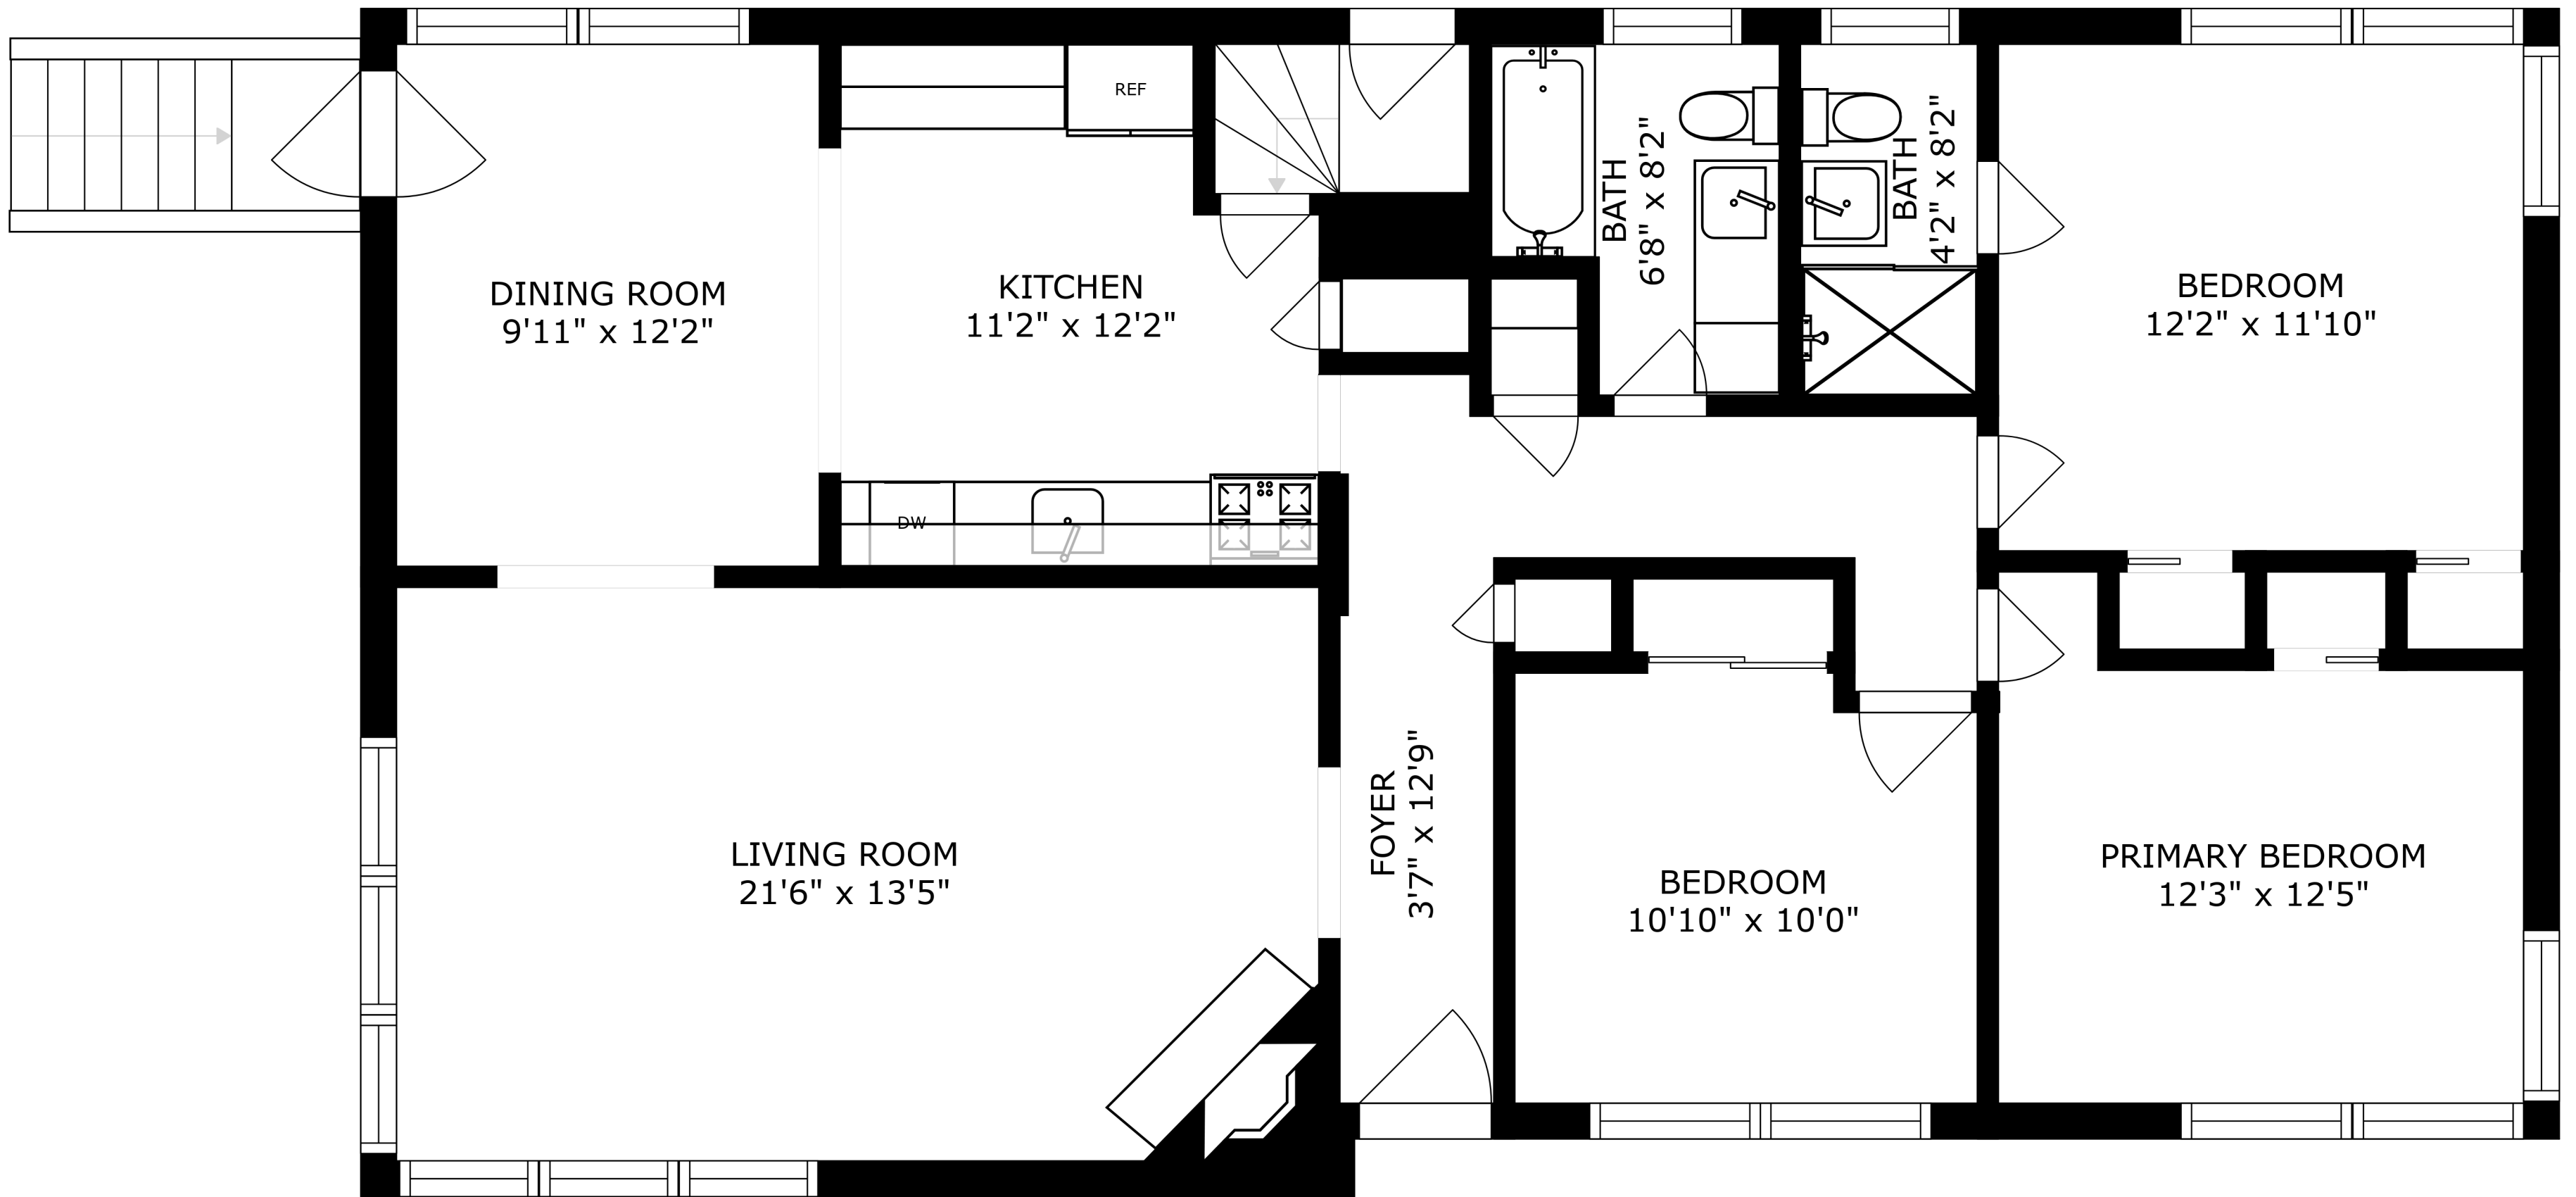 REF
BATH
6'8" x 8'2"
BATH
4'2" x 8'2"
DINING ROOM
9'11" x 12'2"
KITCHEN
11'2" x 12'2"
BEDROOM
12'2" x 11'10"
DW
LIVING ROOM
21'6" x 13'5"
FOYER
3'7" x 12'9"
BEDROOM
10'10" x 10'0"
PRIMARY BEDROOM
12'3" x 12'5"